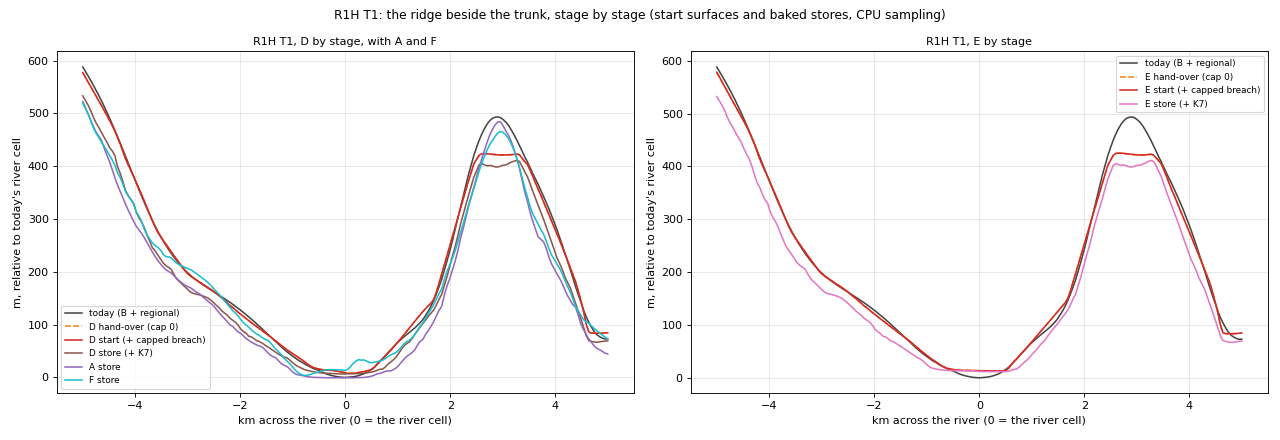 R1H T1: the ridge beside the trunk, stage by stage (start surfaces and baked stores, CPU sampling)
R1H T1, D by stage, with A and F
m, relative to today's river cell
600
500
400
300
200
100
0
today (B + regional)
D hand-over (cap 0)
D start (+ capped breach)
D store (+ K7)
A store
F store
−4
−2
0
2
4
km across the river (0 = the river cell)
R1H T1, E by stage
m, relative to today's river cell
600
500
400
300
200
100
0
today (B + regional)
E hand-over (cap 0)
E start (+ capped breach)
E store (+ K7)
−4
−2
0
2
4
km across the river (0 = the river cell)